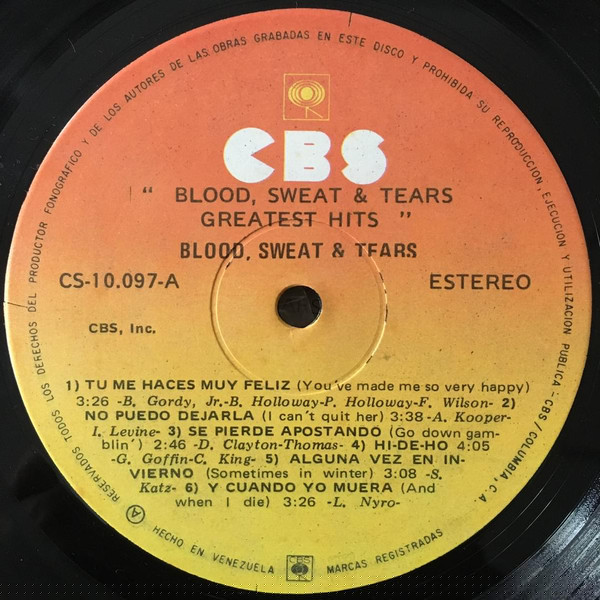 RESERVADOS TODOS LOS DERECHOS DEL PRODUCTOR FONOGRAFICO Y DE LOS AUTORES DE LAS OBRAS GRABADAS EN ESTE DISCO Y PROHIBIDA SU REPRODUCCION, EJECUCION Y UTILIZACION PUBLICA - CBS / COLUMBIA, C. A.
CBS
" BLOOD, SWEAT & TEARS
GREATEST HITS "
BLOOD, SWEAT & TEARS
CS-10.097-A
ESTEREO
CBS, Inc.
1) TU ME HACES MUY FELIZ (You've made me so very happy)
3:26 -B. Gordy, Jr.-B. Holloway-P. Holloway-F. Wilson- 2)
NO PUEDO DEJARLA (I can't quit her) 3:38 -A. Kooper-
I. Levine- 3) SE PIERDE APOSTANDO (Go down gam-
blin') 2:46 -D. Clayton-Thomas- 4) HI-DE-HO 4:05
-G. Goffin-C. King- 5) ALGUNA VEZ EN IN-
VIERNO (Sometimes in winter) 3:08 -S.
Katz- 6) Y CUANDO YO MUERA (And
when I die) 3:26 -L. Nyro-
A
HECHO EN VENEZUELA
CBS
MARCAS REGISTRADAS